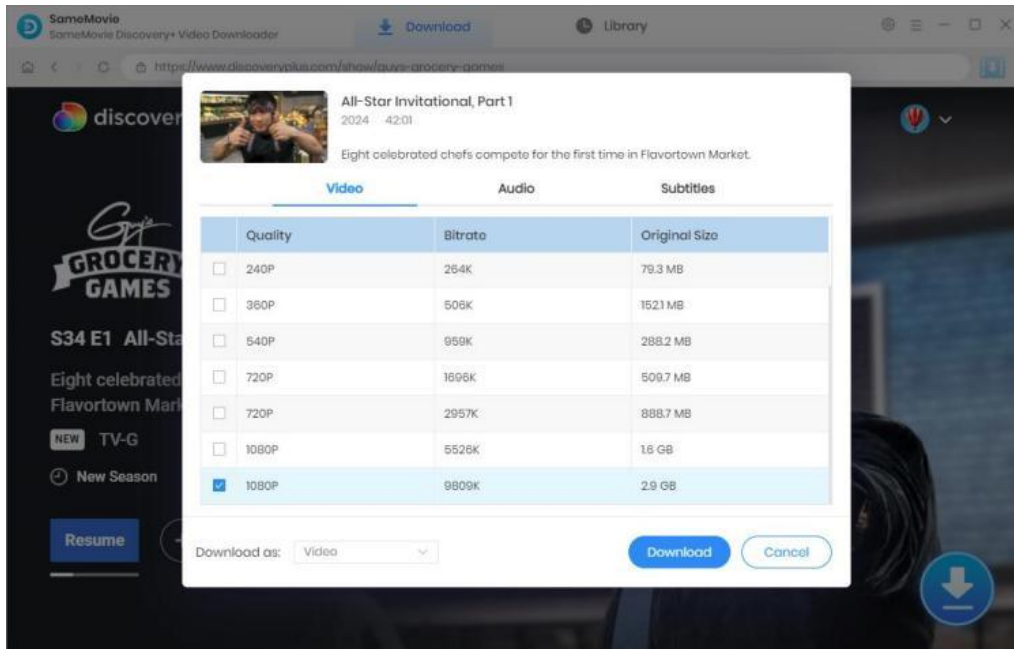 SameMovie
SameMovie Discovery+ Video Downloader
Download
Library
https://www.discoveryplus.com/show/guys-grocery-games
discover
All-Star Invitational, Part 1
2024 42:01
Eight celebrated chefs compete for the first time in Flavortown Market.
Video Audio Subtitles
Quality Bitrate Original Size
240P 264K 79.3 MB
360P 506K 152.1 MB
540P 959K 288.2 MB
720P 1696K 509.7 MB
720P 2957K 888.7 MB
1080P 5526K 1.6 GB
1080P 9809K 2.9 GB
Download as: Video
Download Cancel
Guy's
GROCERY
GAMES
S34 E1 All-Sta
Eight celebrated
Flavortown Mark
NEW TV-G
New Season
Resume